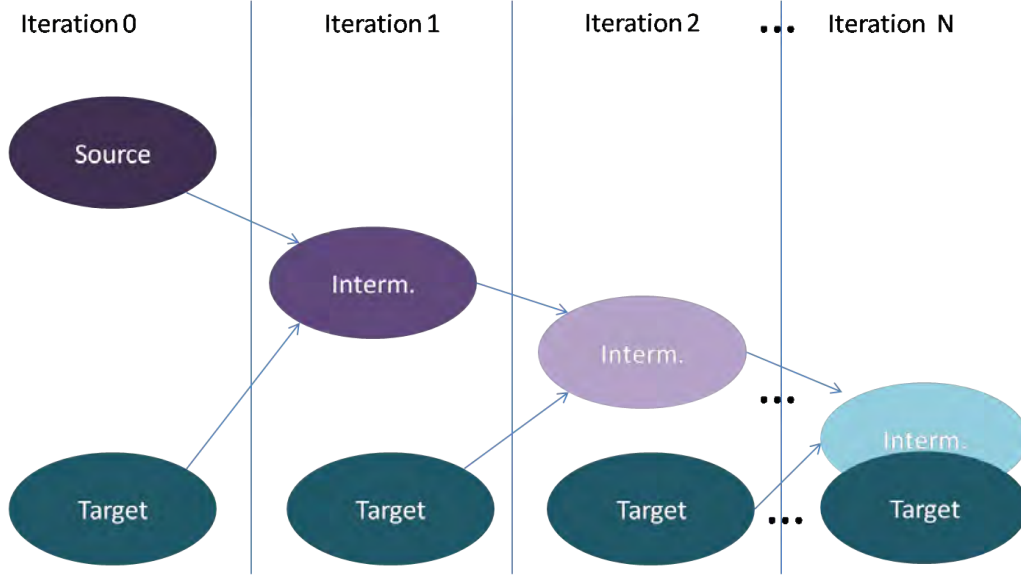 Iteration 0
Iteration 1
Iteration 2
...
Iteration N
Source
Interm.
Interm.
...
Interm.
Target
Target
Target
...
Target